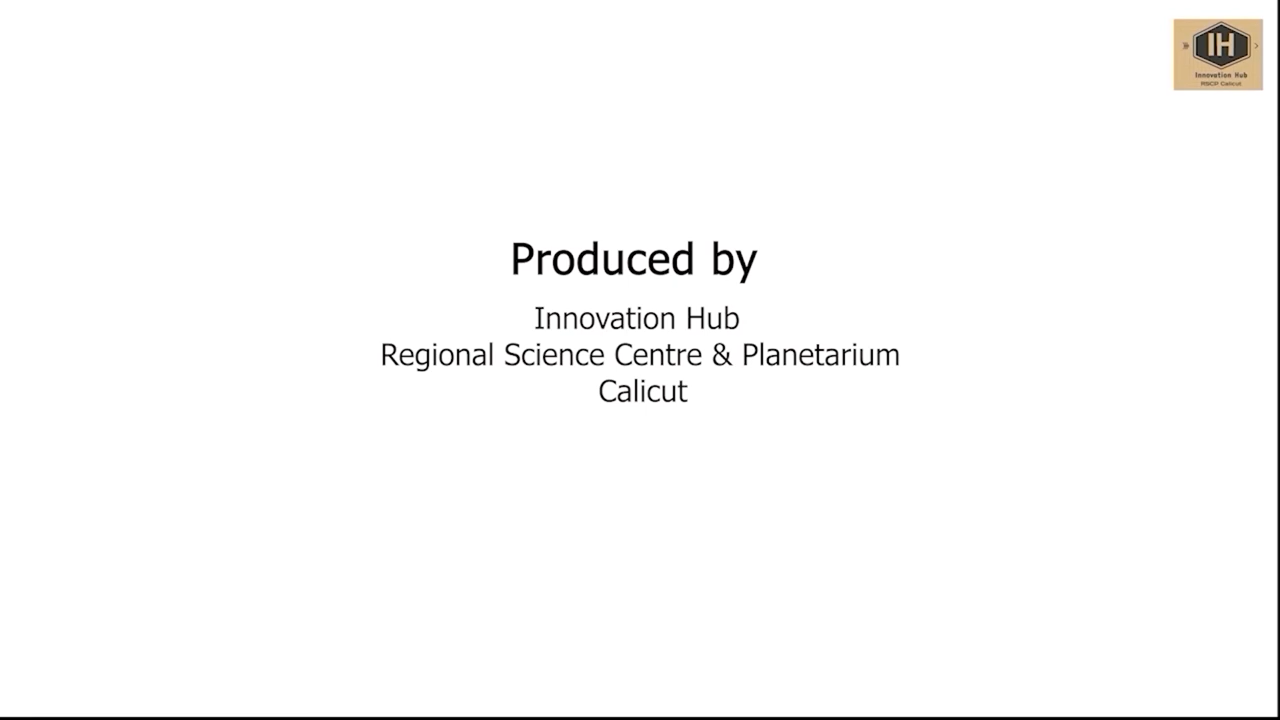 IH
Innovation Hub
RSCP Calicut
Produced by
Innovation Hub
Regional Science Centre & Planetarium
Calicut